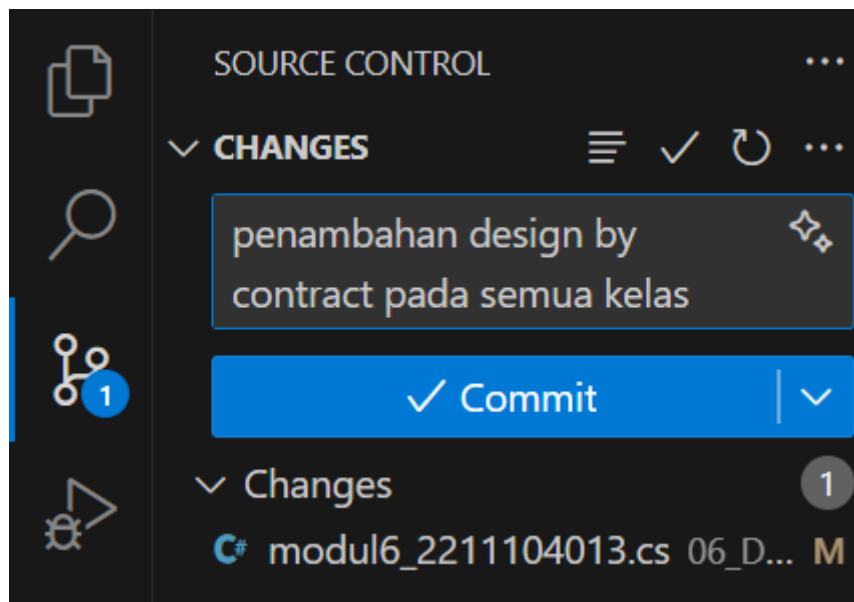 SOURCE CONTROL
CHANGES
penambahan design by
contract pada semua kelas
Commit
1
Changes 1
C# modul6_2211104013.cs 06_D... M